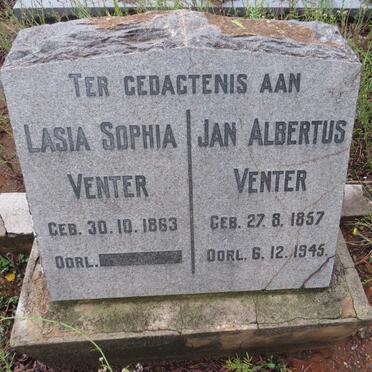 TER GEDAGTENIS AAN
LASIA SOPHIA
VENTER
GEB. 30.10.1863
OORL.
JAN ALBERTUS
VENTER
GEB. 27.8.1857
OORL. 6.12.1945.